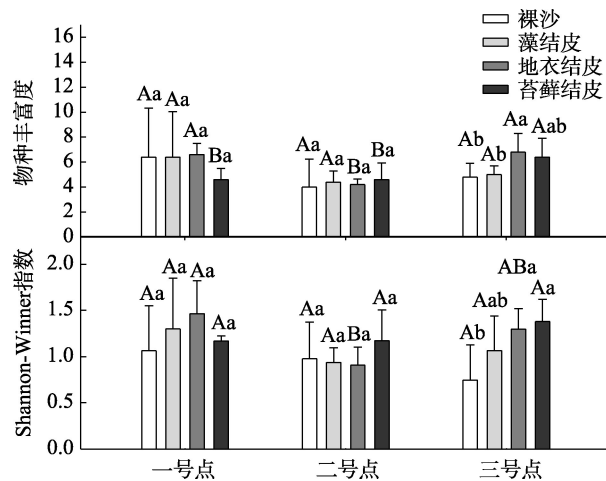 裸沙
藻结皮
地衣结皮
苔藓结皮
物种丰富度
16
14
12
10
8
6
4
2
0
Aa Aa Aa Ba
Aa Aa Ba Ba
Ab Ab Aa Aab
Shannon-Winner指数
2.0
1.5
1.0
0.5
0.0
Aa Aa Aa Aa
Aa Aa Ba Aa
Ab Aab ABa Aa
一号点 二号点 三号点